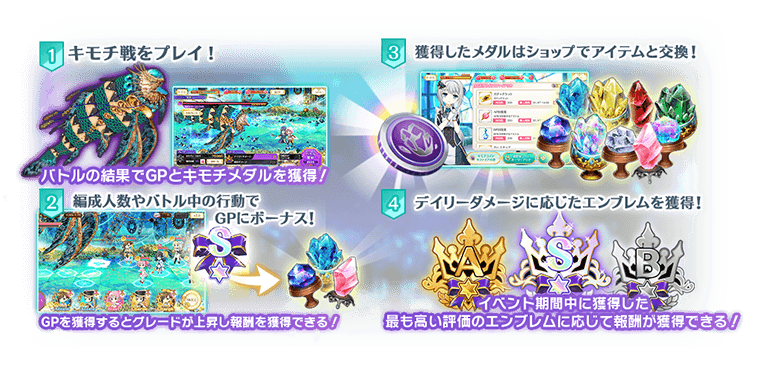 1 キモチ戦をプレイ!
バトルの結果でGPとキモチメダルを獲得!
2 編成人数やバトル中の行動で
GPにボーナス!
S
GPを獲得するとグレードが上昇し報酬を獲得できる!
3 獲得したメダルはショップでアイテムと交換!
4 デイリーダメージに応じたエンブレムを獲得!
A
S
B
イベント期間中に獲得した
最も高い評価のエンブレムに応じて報酬が獲得できる!